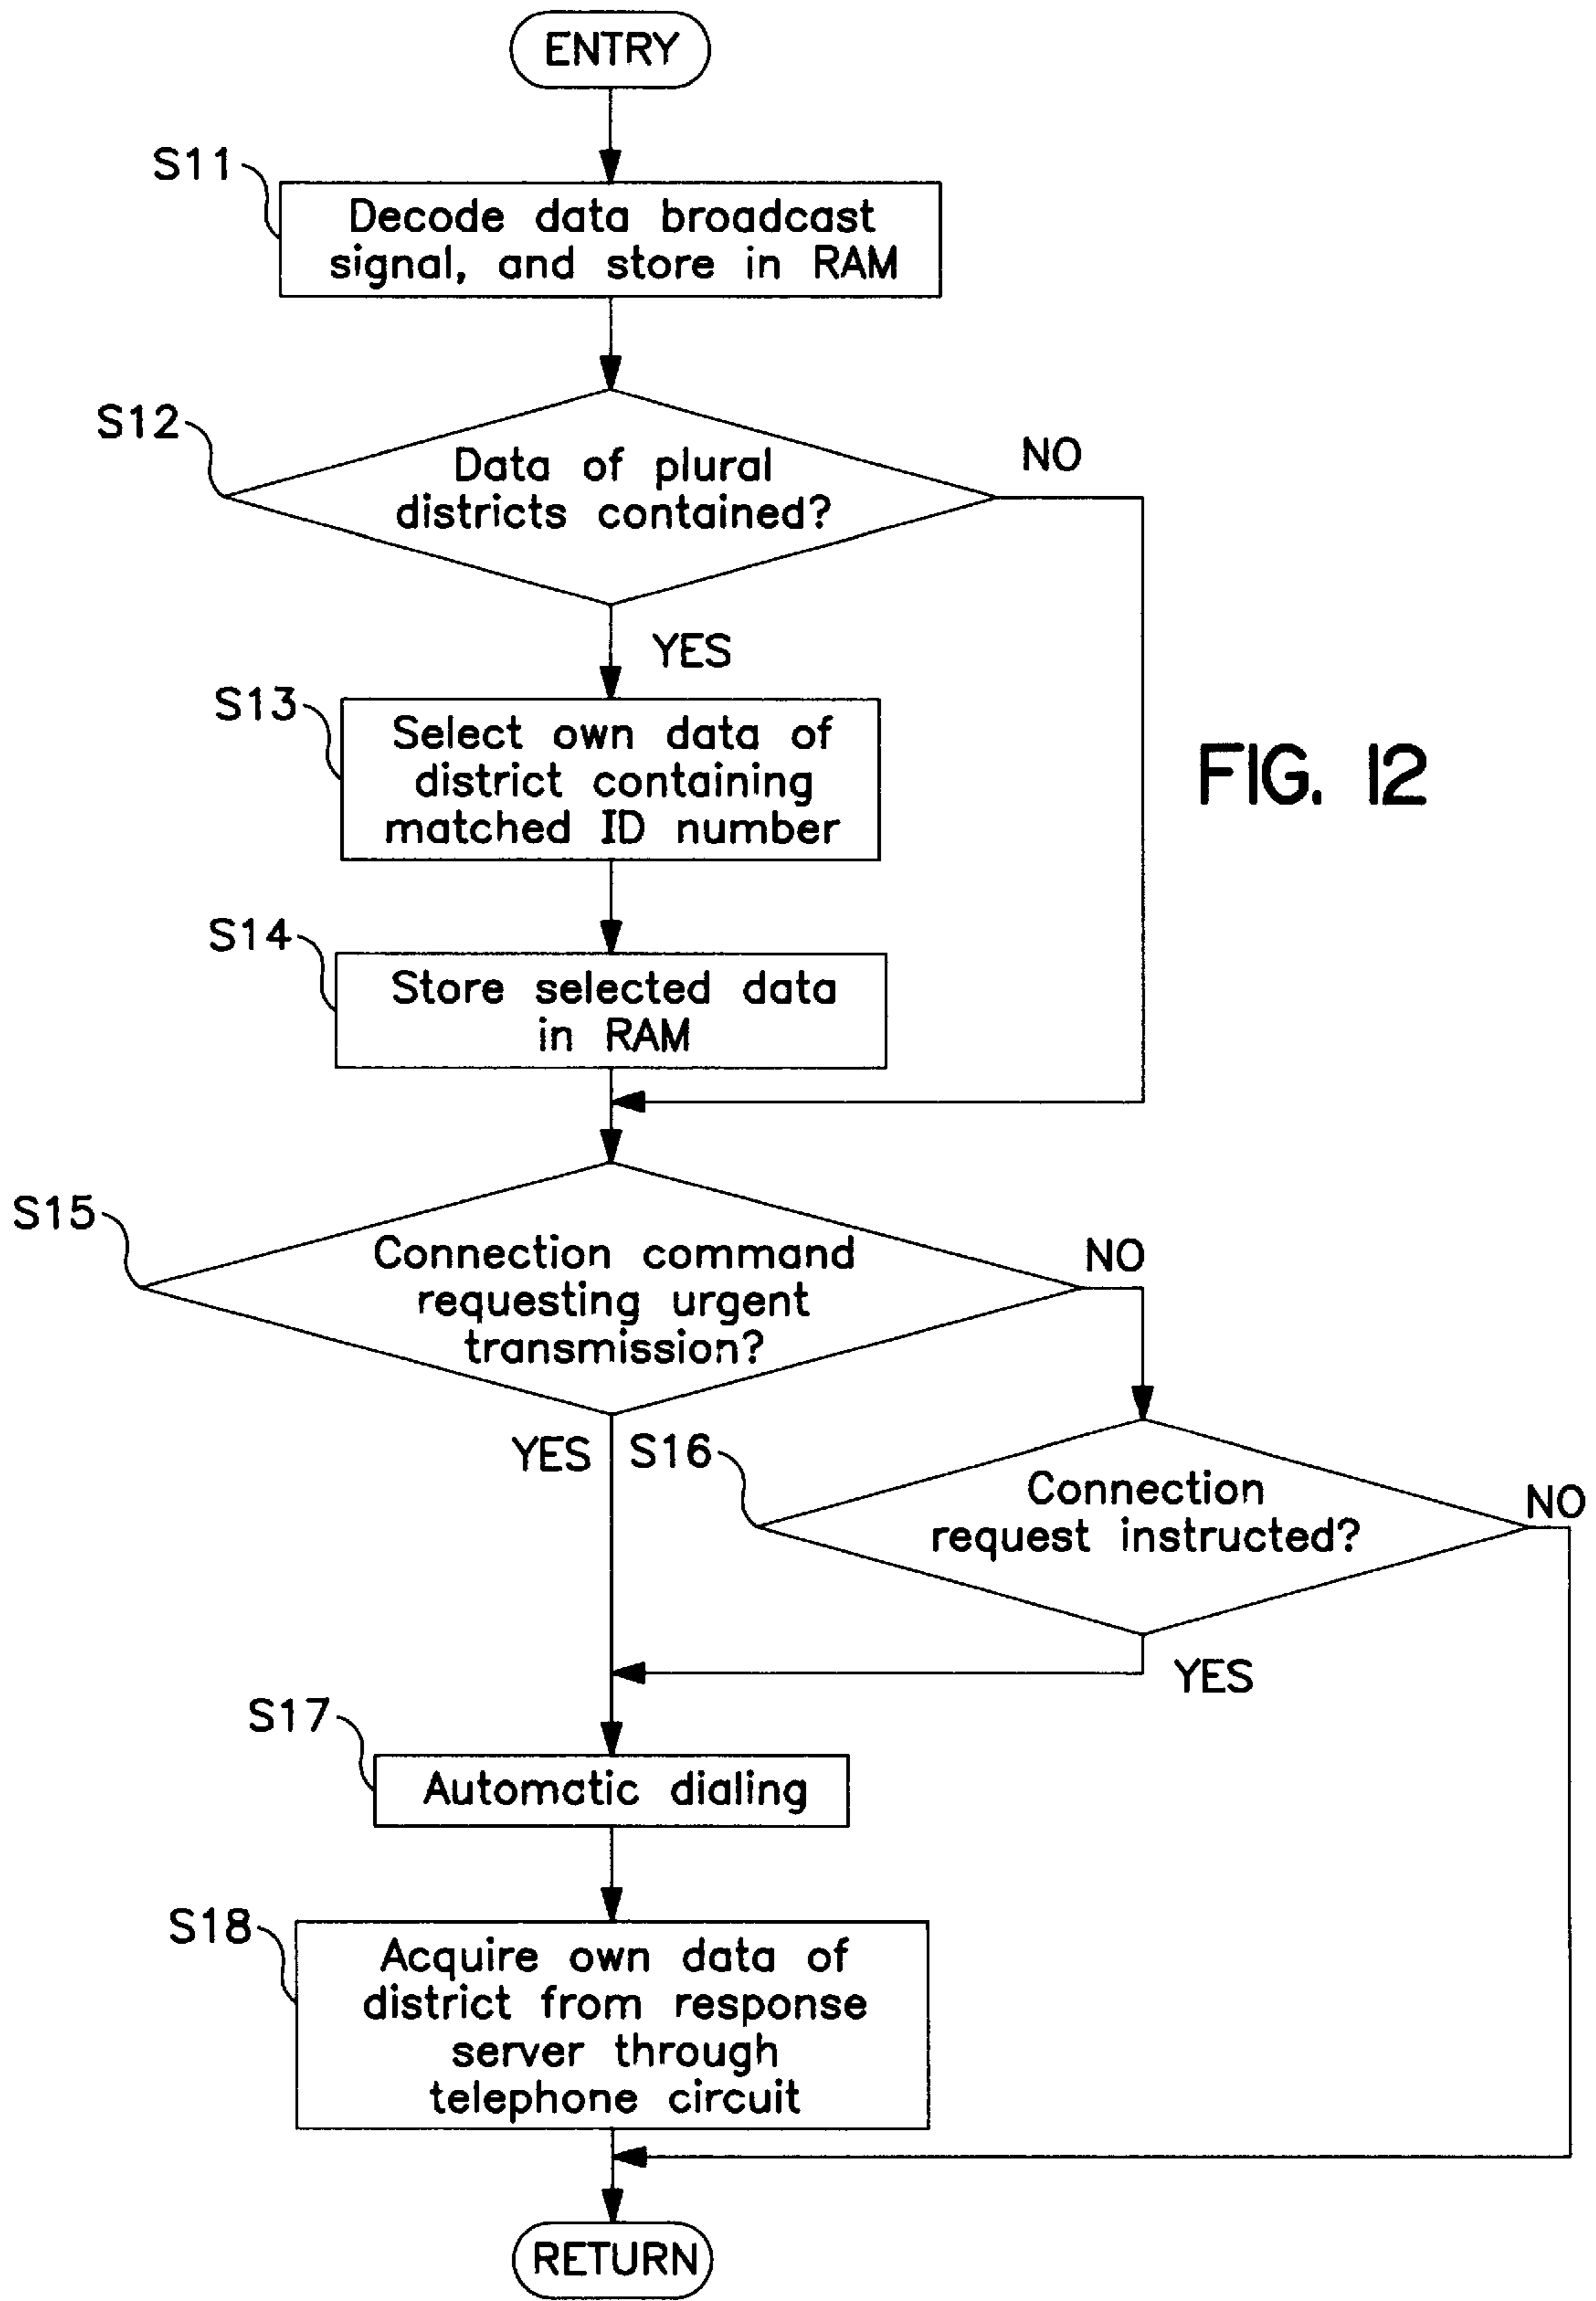 ENTRY
S11
Decode data broadcast
signal, and store in RAM
S12
Data of plural
districts contained?
NO
YES
S13
Select own data of
district containing
matched ID number
FIG. 12
S14
Store selected data
in RAM
S15
Connection command
requesting urgent
transmission?
NO
YES
S16
Connection
request instructed?
NO
YES
S17
Automatic dialing
S18
Acquire own data of
district from response
server through
telephone circuit
RETURN